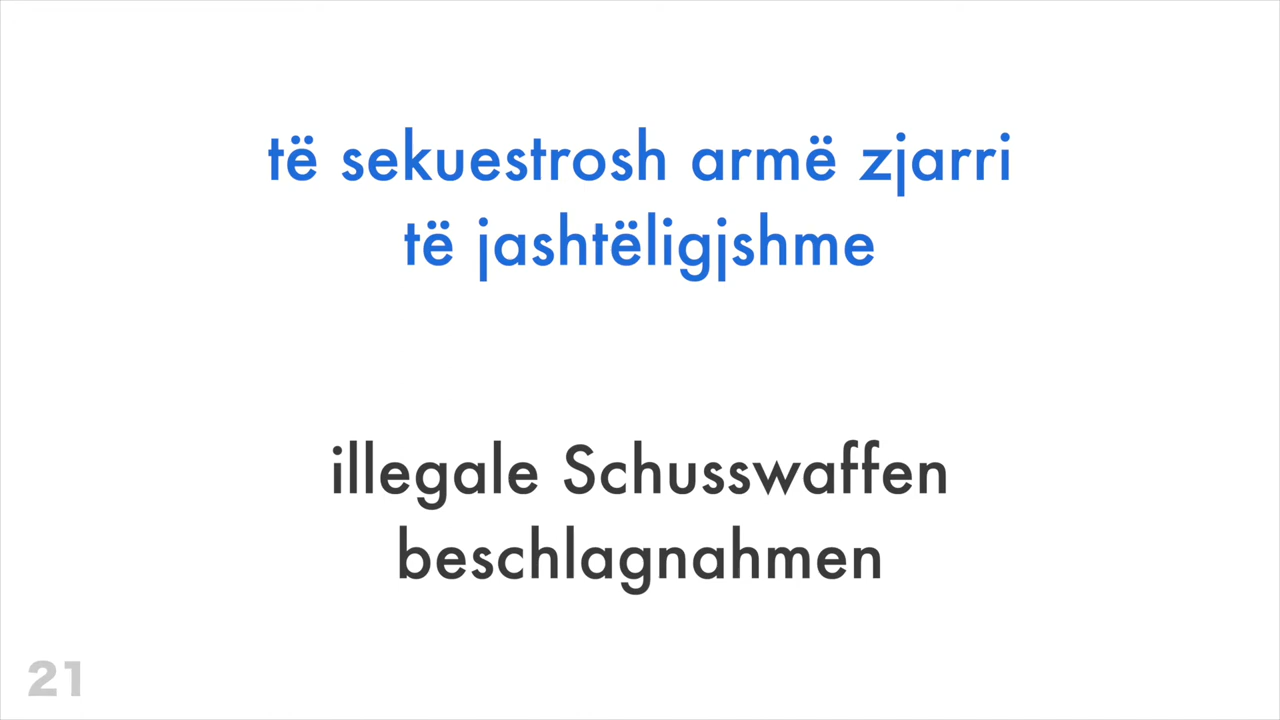 të sekuestrosh armë zjarri
të jashtëligjshme
illegale Schusswaffen
beschlagnahmen
21